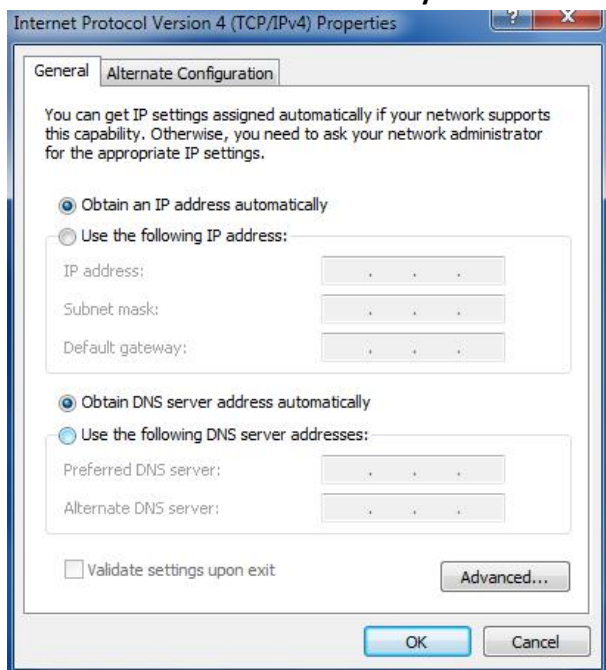 Internet Protocol Version 4 (TCP/IPv4) Properties
General
Alternate Configuration
You can get IP settings assigned automatically if your network supports
this capability. Otherwise, you need to ask your network administrator
for the appropriate IP settings.
Obtain an IP address automatically
Use the following IP address:
IP address:
Subnet mask:
Default gateway:
Obtain DNS server address automatically
Use the following DNS server addresses:
Preferred DNS server:
Alternate DNS server:
Validate settings upon exit
Advanced...
OK
Cancel